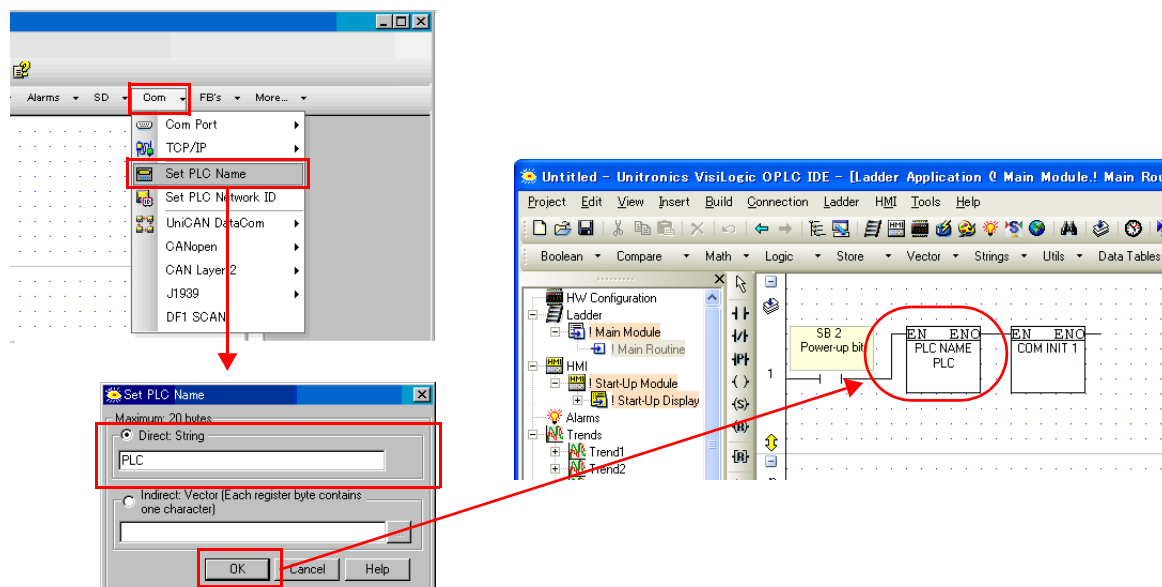 Alarms SD Com FB's More...
Com Port
TCP/IP
Set PLC Name
Set PLC Network ID
UniCAN DataCom
CANopen
CAN Layer 2
J1939
DF1 SCAN
Set PLC Name
Maximum: 20 bytes
Direct: String
PLC
Indirect: Vector (Each register byte contains
one character)
...
OK Cancel Help
Untitled - Unitronics VisiLogic OPLC IDE - [Ladder Application (! Main Module.! Main Rou
Project Edit View Insert Build Connection Ladder HMI Tools Help
Boolean Compare Math Logic Store Vector Strings Utils Data Tables
HW Configuration
Ladder
! Main Module
! Main Routine
HMI
! Start-Up Module
! Start-Up Display
Alarms
Trends
Trend1
Trend2
1
SB 2
Power-up bit
EN ENO
PLC NAME
PLC
EN ENO
COM INIT 1